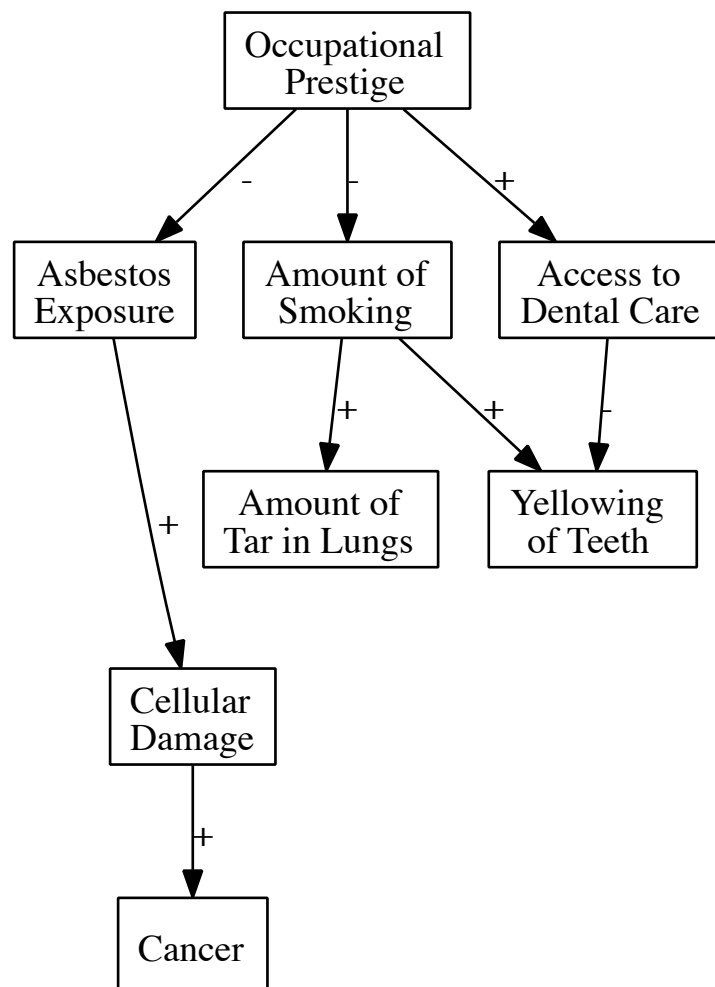 Occupational
Prestige
-
-
+
Asbestos
Exposure
Amount of
Smoking
Access to
Dental Care
+
+
-
Amount of
Tar in Lungs
Yellowing
of Teeth
+
Cellular
Damage
+
Cancer